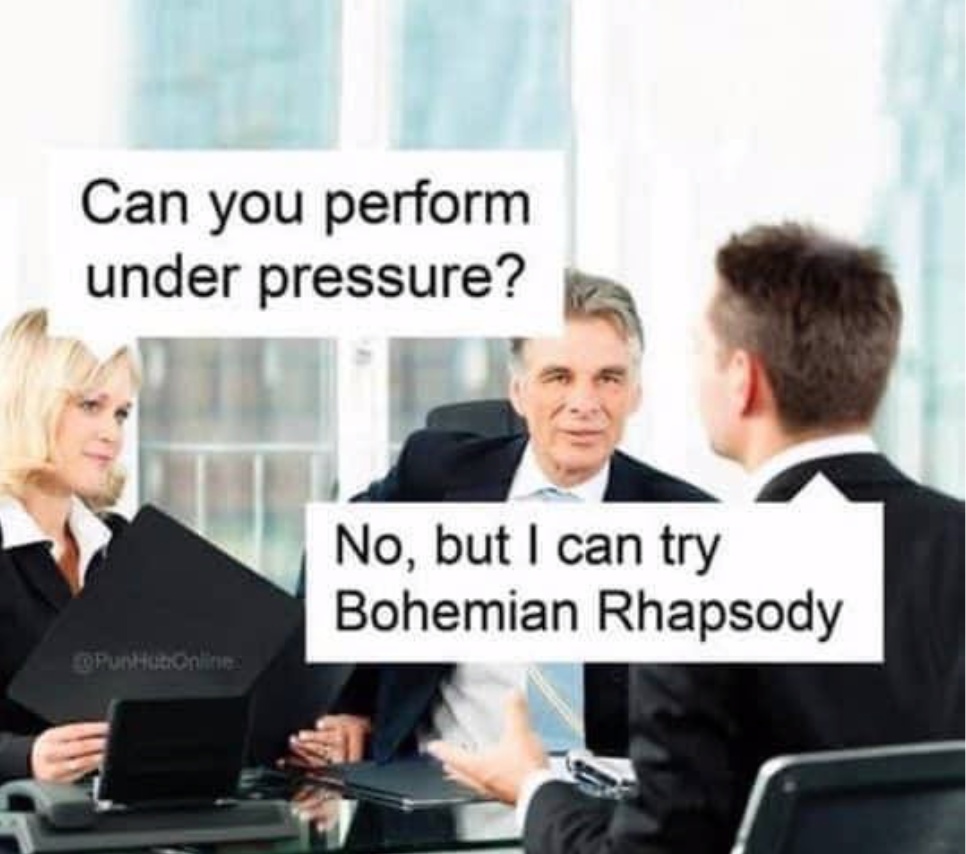 Can you perform
under pressure?
No, but I can try
Bohemian Rhapsody
@PunHubOnline